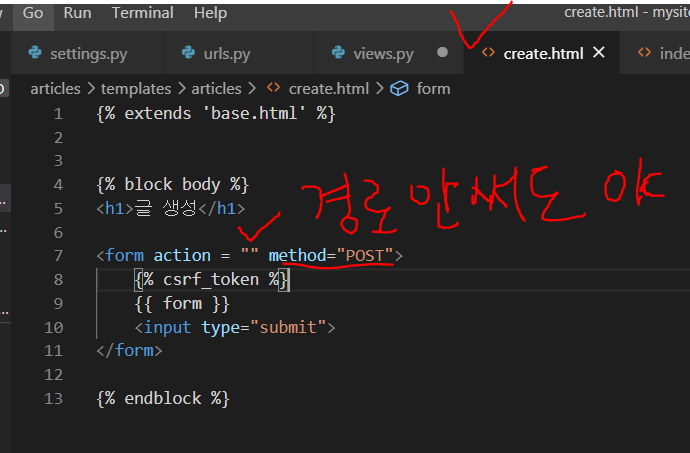 Go Run Terminal Help create.html - mysite
settings.py urls.py views.py create.html
articles > templates > articles > create.html > form
1 {% extends 'base.html' %}
2
3
4 {% block body %}
5 <h1>글 생성</h1>
경로 안써도
6
7 <form action = "" method="POST">
8 {% csrf_token %}
9 {{ form }}
10 <input type="submit">
11 </form>
12
13 {% endblock %}